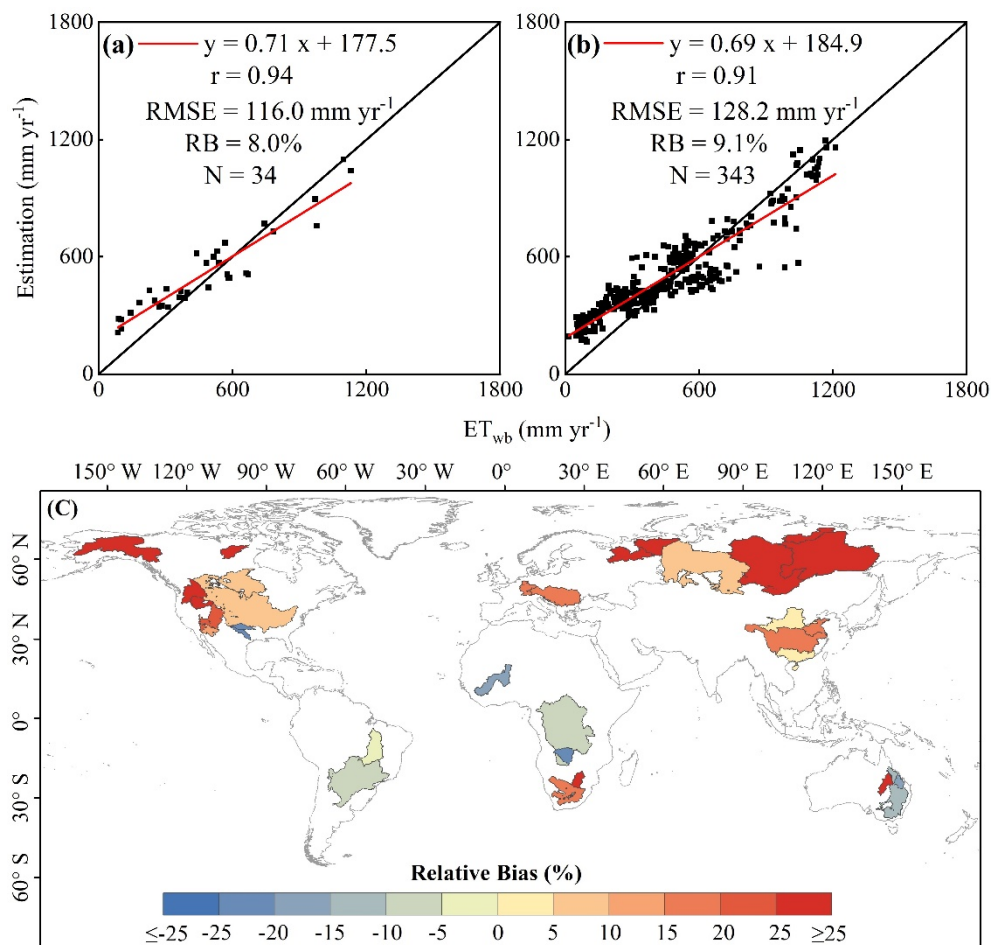 1800
(a)
y = 0.71 x + 177.5
r = 0.94
RMSE = 116.0 mm yr⁻¹
RB = 8.0%
N = 34
1200
600
0
0 600 1200 1800
Estimation (mm yr⁻¹)
1800
(b)
y = 0.69 x + 184.9
r = 0.91
RMSE = 128.2 mm yr⁻¹
RB = 9.1%
N = 343
1200
600
0
0 600 1200 1800
ET_wb (mm yr⁻¹)
150° W 120° W 90° W 60° W 30° W 0° 30° E 60° E 90° E 120° E 150° E
(C)
60° N
30° N
0°
30° S
60° S
Relative Bias (%)
≤-25 -25 -20 -15 -10 -5 0 5 10 15 20 25 ≥25